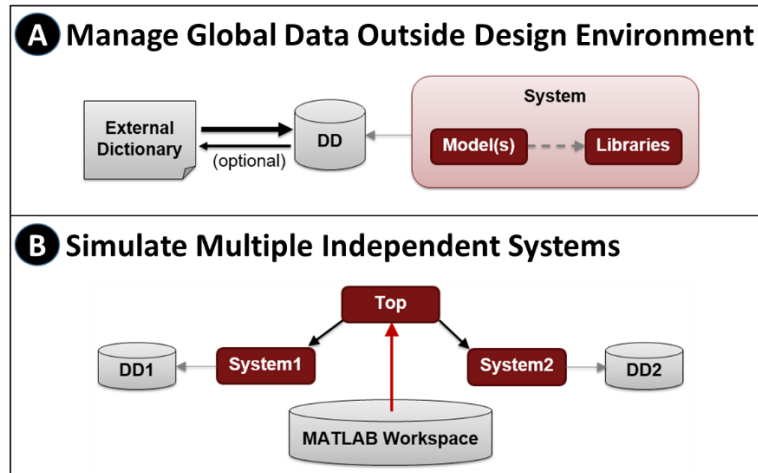 A Manage Global Data Outside Design Environment
System
External
Dictionary
(optional)
DD
Model(s)
Libraries
B Simulate Multiple Independent Systems
Top
DD1
System1
System2
DD2
MATLAB Workspace